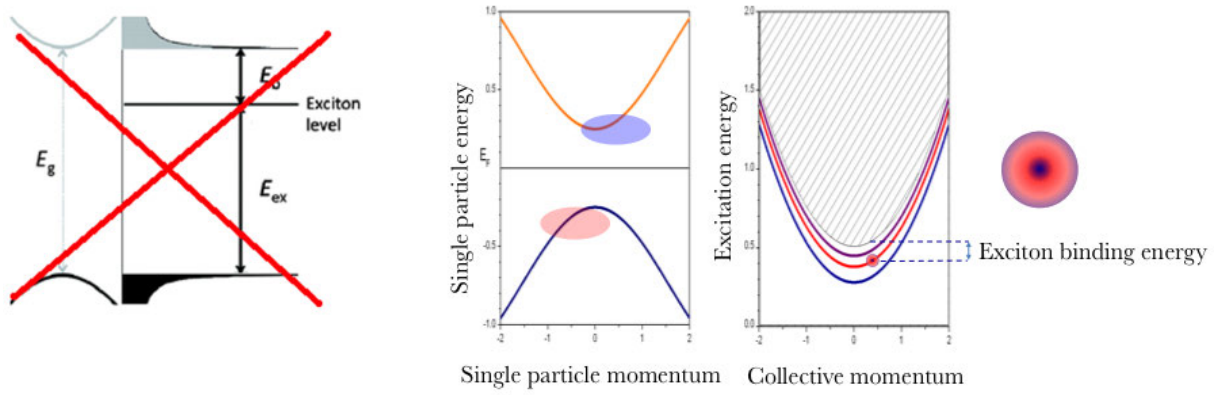 E_b
Exciton
level
E_g
E_ex
Single particle energy
1.0
0.5
E_F
-0.5
-1.0
-2
-1
0
1
2
Single particle momentum
Excitation energy
2.0
1.5
1.0
0.5
0.0
-2
-1
0
1
2
Collective momentum
Exciton binding energy